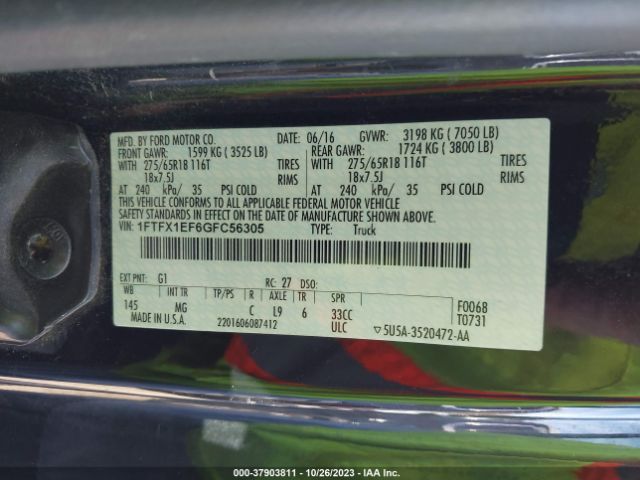 MFD. BY FORD MOTOR CO. DATE: 06/16 GVWR: 3198 KG ( 7050 LB)
FRONT GAWR: 1599 KG ( 3525 LB) REAR GAWR: 1724 KG ( 3800 LB)
WITH 275/65R18 116T TIRES WITH 275/65R18 116T TIRES
18x7.5J RIMS 18x7.5J RIMS
AT 240 kPa/ 35 PSI COLD AT 240 kPa/ 35 PSI COLD
THIS VEHICLE CONFORMS TO ALL APPLICABLE FEDERAL MOTOR VEHICLE
SAFETY STANDARDS IN EFFECT ON THE DATE OF MANUFACTURE SHOWN ABOVE.
VIN: 1FTFX1EF6GFC56305 TYPE: Truck
EXT PNT: G1 RC: 27 DSO:
WB INT TR TP/PS R AXLE TR SPR F0068
145 MG C L9 6 33CC T0731
MADE IN U.S.A. 2201606087412 ULC ▽5U5A-3520472-AA
000-37903811 - 10/26/2023 - IAA Inc.